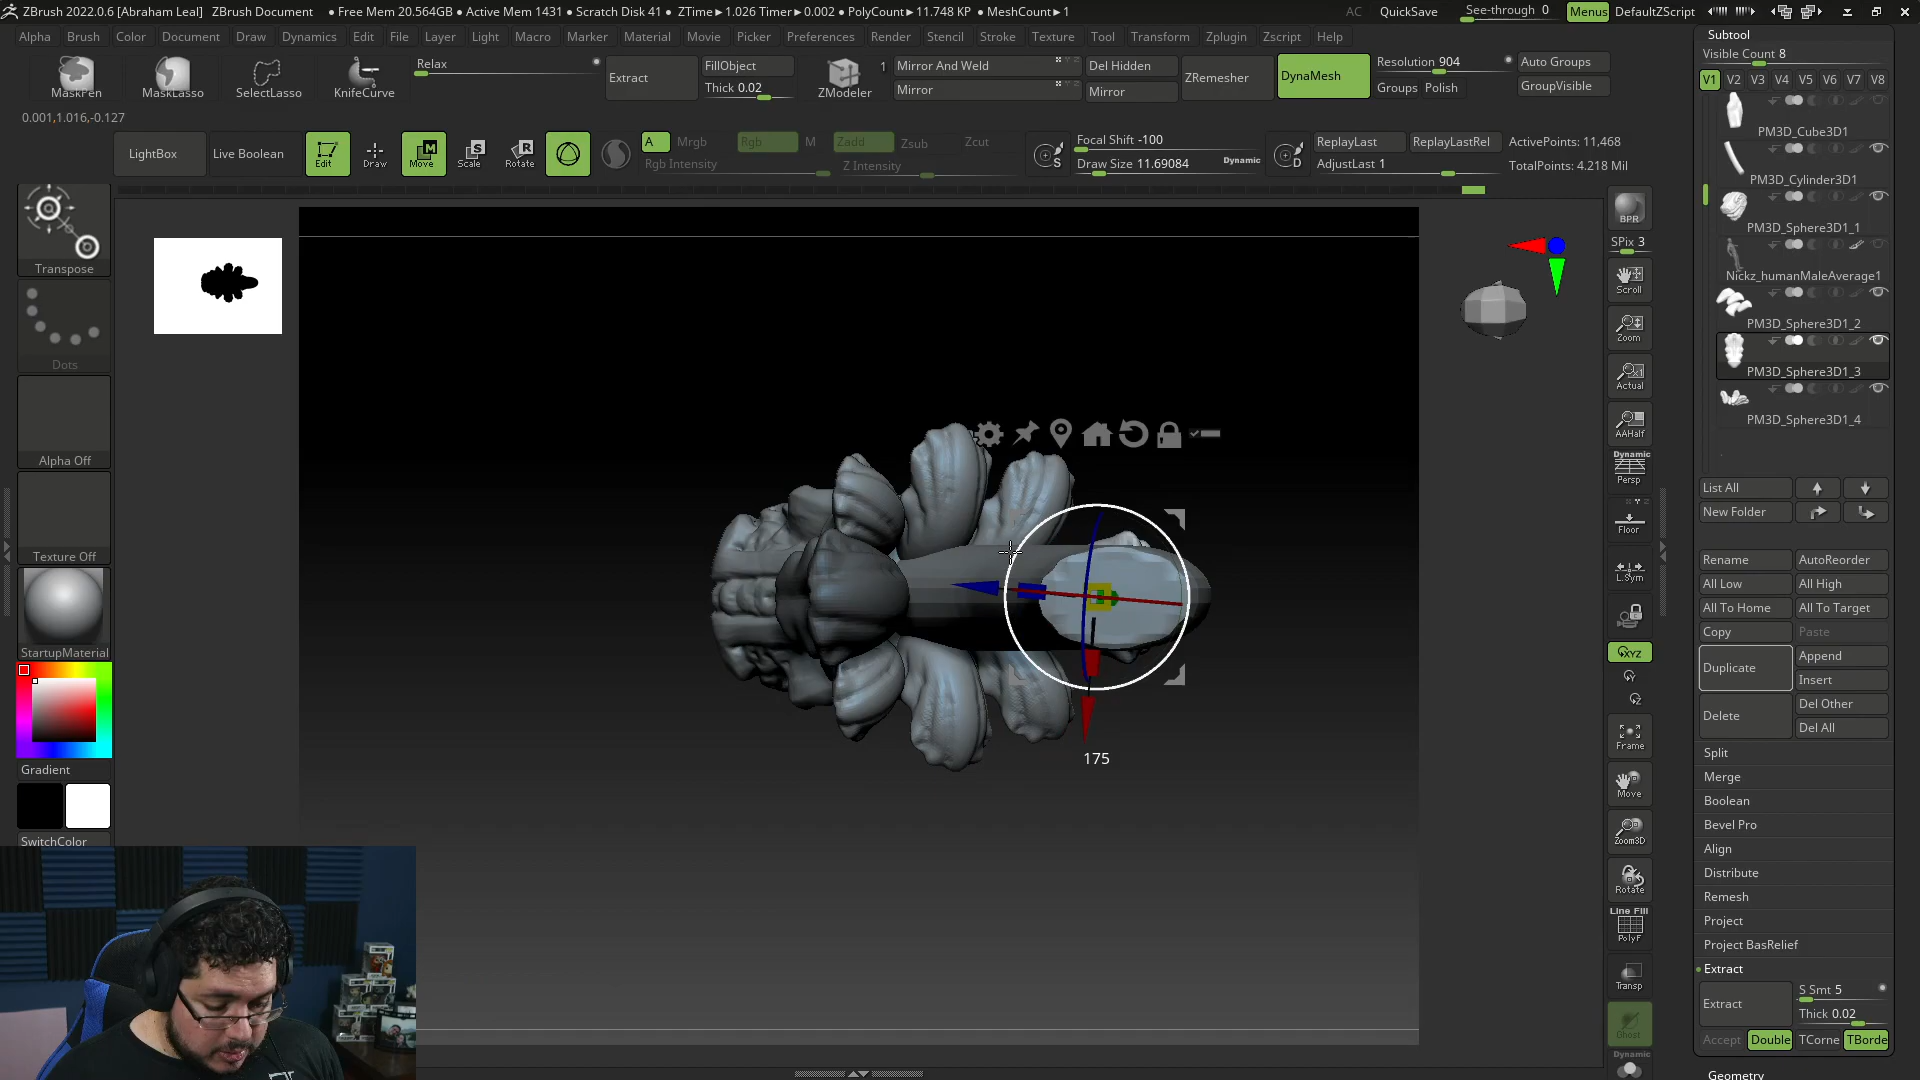 ZBrush 2022.0.6 [Abraham Leal] ZBrush Document • Free Mem 20.564GB • Active Mem 1431 • Scratch Disk 41 • ZTime►1.026 Timer►0.002 • PolyCount►11.748 KP • MeshCount►1 AC QuickSave See-through 0 Menus DefaultZScript
Alpha Brush Color Document Draw Dynamics Edit File Layer Light Macro Marker Material Movie Picker Preferences Render Stencil Stroke Texture Tool Transform Zplugin Zscript Help
MaskPen MaskLasso SelectLasso KnifeCurve Relax Extract FillObject Thick 0.02 ZModeler 1 Mirror And Weld Mirror Del Hidden Mirror ZRemesher DynaMesh Resolution 904 Groups Polish Auto Groups GroupVisible
0.001,1.016,-0.127
LightBox Live Boolean Edit Draw Move Scale Rotate A Mrgb Rgb M Zadd Zsub Zcut Rgb Intensity Z Intensity Focal Shift -100 Draw Size 11.69084 Dynamic ReplayLast ReplayLastRel AdjustLast 1 ActivePoints: 11,468 TotalPoints: 4.218 Mil
Transpose
Dots
Alpha Off
Texture Off
StartupMaterial
Gradient
SwitchColor
175
BPR
SPix 3
Scroll
Zoom
Actual
AAHalf
Dynamic
Persp
Floor
L.Sym
XYZ
Frame
Move
Zoom3D
Rotate
Line Fill
PolyF
Transp
Ghost
Dynamic
Subtool
Visible Count 8
V1 V2 V3 V4 V5 V6 V7 V8
PM3D_Cube3D1
PM3D_Cylinder3D1
PM3D_Sphere3D1_1
Nickz_humanMaleAverage1
PM3D_Sphere3D1_2
PM3D_Sphere3D1_3
PM3D_Sphere3D1_4
List All
New Folder
Rename AutoReorder
All Low All High
All To Home All To Target
Copy Paste
Duplicate Append
Insert
Delete Del Other
Del All
Split
Merge
Boolean
Bevel Pro
Align
Distribute
Remesh
Project
Project BasRelief
Extract
Extract S Smt 5
Thick 0.02
Accept Double TCorne TBorde
Geometry